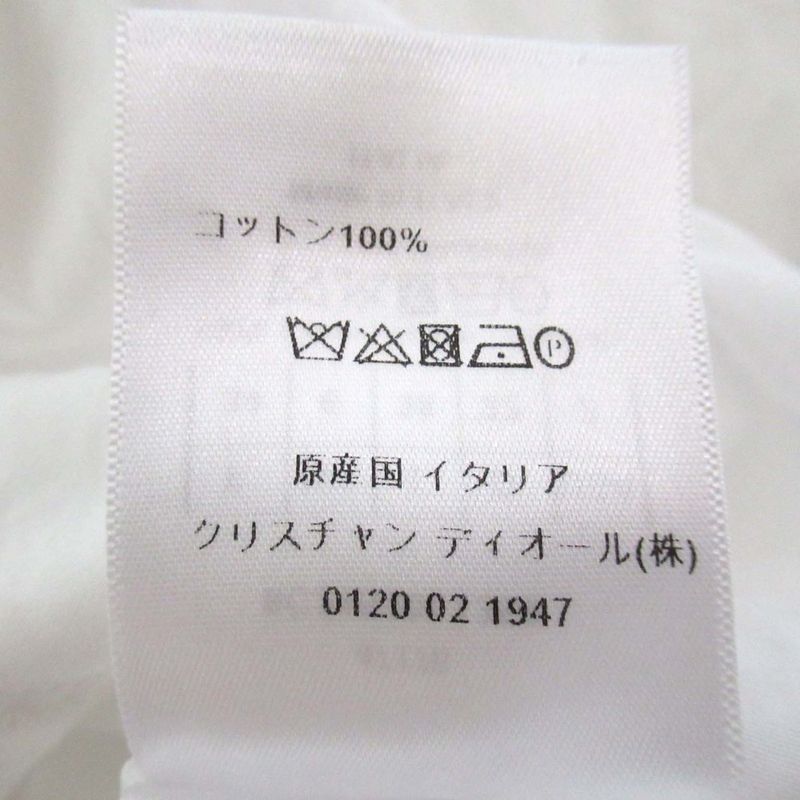 コットン100%
P
原産国 イタリア
クリスチャン ディオール(株)
0120 02 1947